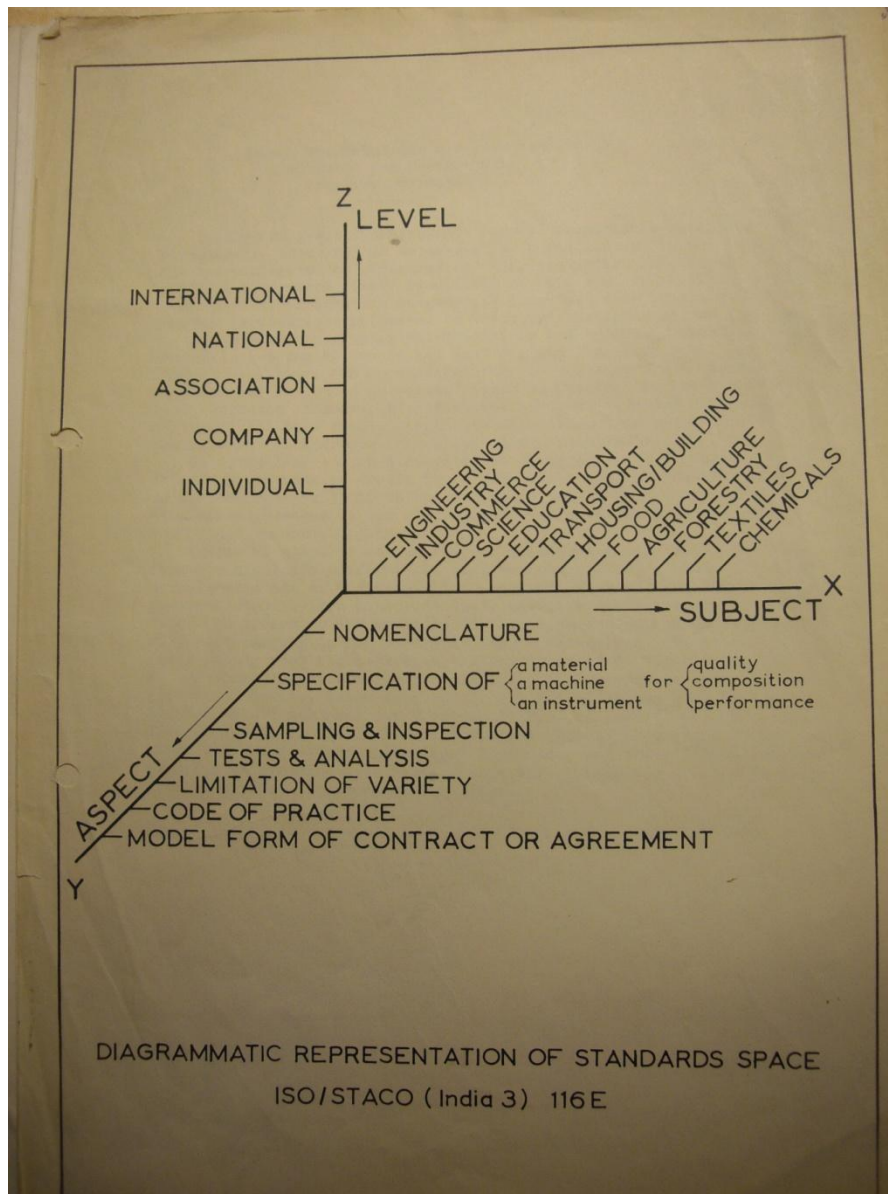 Z
LEVEL
INTERNATIONAL
NATIONAL
ASSOCIATION
COMPANY
INDIVIDUAL
ENGINEERING
INDUSTRY
COMMERCE
SCIENCE
EDUCATION
TRANSPORT
HOUSING/BUILDING
FOOD
AGRICULTURE
FORESTRY
TEXTILES
CHEMICALS
X
SUBJECT
NOMENCLATURE
SPECIFICATION OF { a material a machine an instrument for { quality composition performance
SAMPLING & INSPECTION
TESTS & ANALYSIS
LIMITATION OF VARIETY
CODE OF PRACTICE
MODEL FORM OF CONTRACT OR AGREEMENT
ASPECT
Y
DIAGRAMMATIC REPRESENTATION OF STANDARDS SPACE
ISO/STACO (India 3) 116E